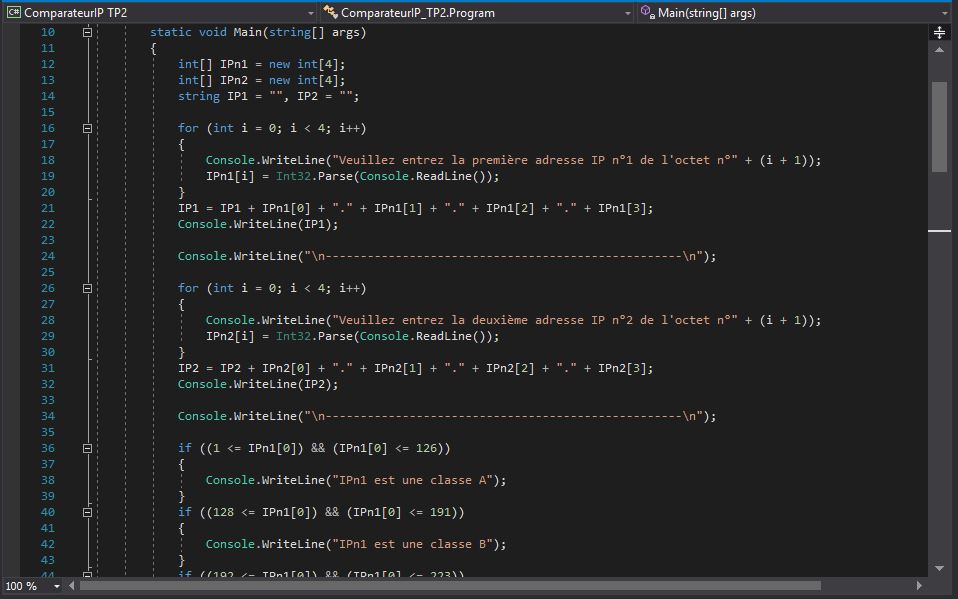 C# ComparateurIP TP2 ComparateurIP_TP2.Program Main(string[] args)
10 static void Main(string[] args)
11 {
12 int[] IPn1 = new int[4];
13 int[] IPn2 = new int[4];
14 string IP1 = "", IP2 = "";
15
16 for (int i = 0; i < 4; i++)
17 {
18 Console.WriteLine("Veuillez entrez la première adresse IP n°1 de l'octet n°" + (i + 1));
19 IPn1[i] = Int32.Parse(Console.ReadLine());
20 }
21 IP1 = IP1 + IPn1[0] + "." + IPn1[1] + "." + IPn1[2] + "." + IPn1[3];
22 Console.WriteLine(IP1);
23
24 Console.WriteLine("\n---------------------------------------------------\n");
25
26 for (int i = 0; i < 4; i++)
27 {
28 Console.WriteLine("Veuillez entrez la deuxième adresse IP n°2 de l'octet n°" + (i + 1));
29 IPn2[i] = Int32.Parse(Console.ReadLine());
30 }
31 IP2 = IP2 + IPn2[0] + "." + IPn2[1] + "." + IPn2[2] + "." + IPn2[3];
32 Console.WriteLine(IP2);
33
34 Console.WriteLine("\n---------------------------------------------------\n");
35
36 if ((1 <= IPn1[0]) && (IPn1[0] <= 126))
37 {
38 Console.WriteLine("IPn1 est une classe A");
39 }
40 if ((128 <= IPn1[0]) && (IPn1[0] <= 191))
41 {
42 Console.WriteLine("IPn1 est une classe B");
43 }
44 if ((192 <= IPn1[0]) && (IPn1[0] <= 223))
100 %